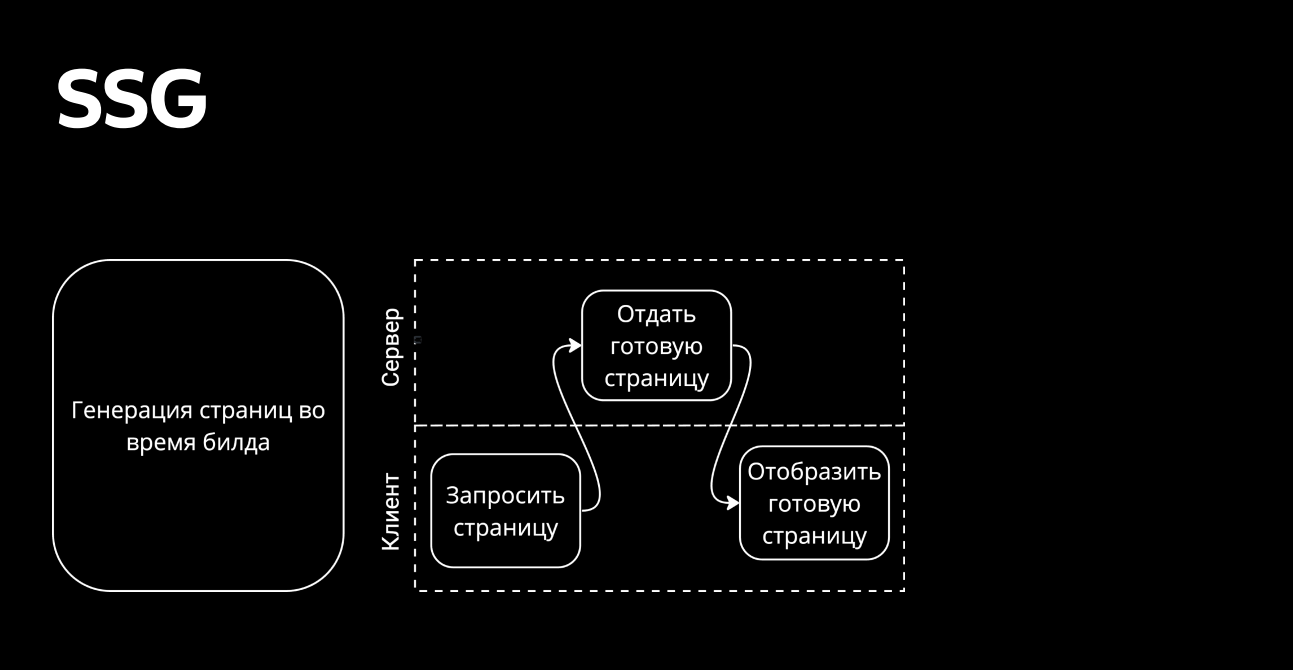 SSG
Генерация страниц во
время билда
Сервер
Отдать
готовую
страницу
Клиент
Запросить
страницу
Отобразить
готовую
страницу